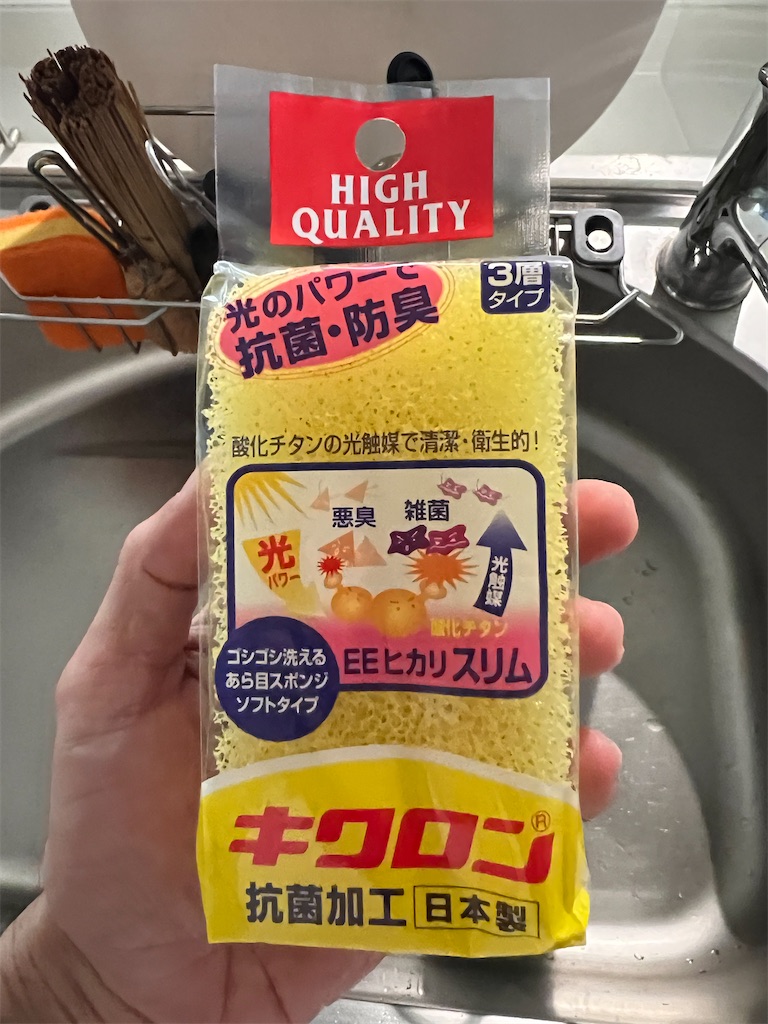 HIGH
QUALITY
光のパワーで
抗菌・防臭
3層
タイプ
酸化チタンの光触媒で清潔・衛生的!
悪臭
雑菌
光
パワー
光触媒
酸化チタン
ゴシゴシ洗える
あら目スポンジ
ソフトタイプ
EEヒカリスリム
キクロン®
抗菌加工 日本製